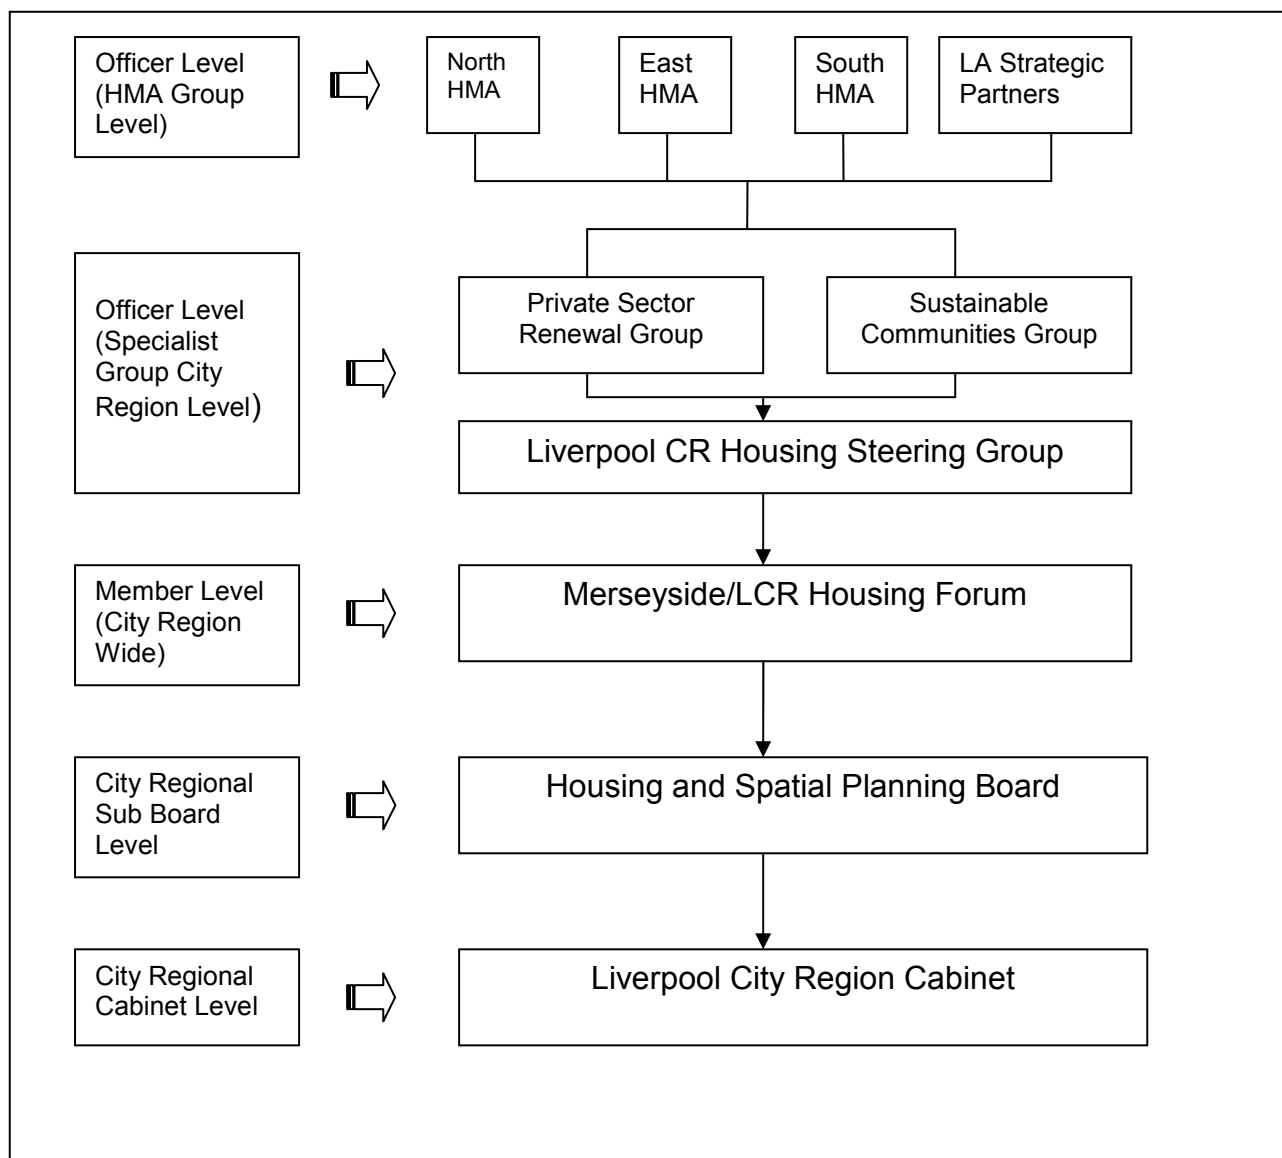 Officer Level
(HMA Group
Level)
North
HMA
East
HMA
South
HMA
LA Strategic
Partners
Officer Level
(Specialist
Group City
Region Level)
Private Sector
Renewal Group
Sustainable
Communities Group
Liverpool CR Housing Steering Group
Member Level
(City Region
Wide)
Merseyside/LCR Housing Forum
City Regional
Sub Board
Level
Housing and Spatial Planning Board
City Regional
Cabinet Level
Liverpool City Region Cabinet